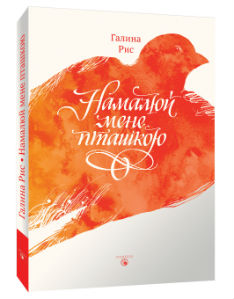 Галина
Рис
Намалюй
мене
пташкою
Галина Рис • Намалюй мене пташкою